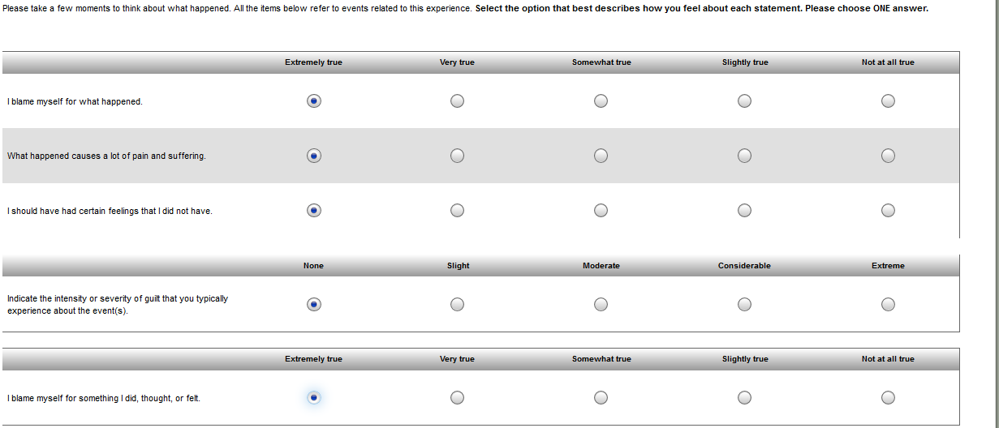 Please take a few moments to think about what happened. All the items below refer to events related to this experience. Select the option that best describes how you feel about each statement. Please choose ONE answer.
Extremely true Very true Somewhat true Slightly true Not at all true
I blame myself for what happened.
What happened causes a lot of pain and suffering.
I should have had certain feelings that I did not have.
None Slight Moderate Considerable Extreme
Indicate the intensity or severity of guilt that you typically
experience about the event(s).
Extremely true Very true Somewhat true Slightly true Not at all true
I blame myself for something I did, thought, or felt.